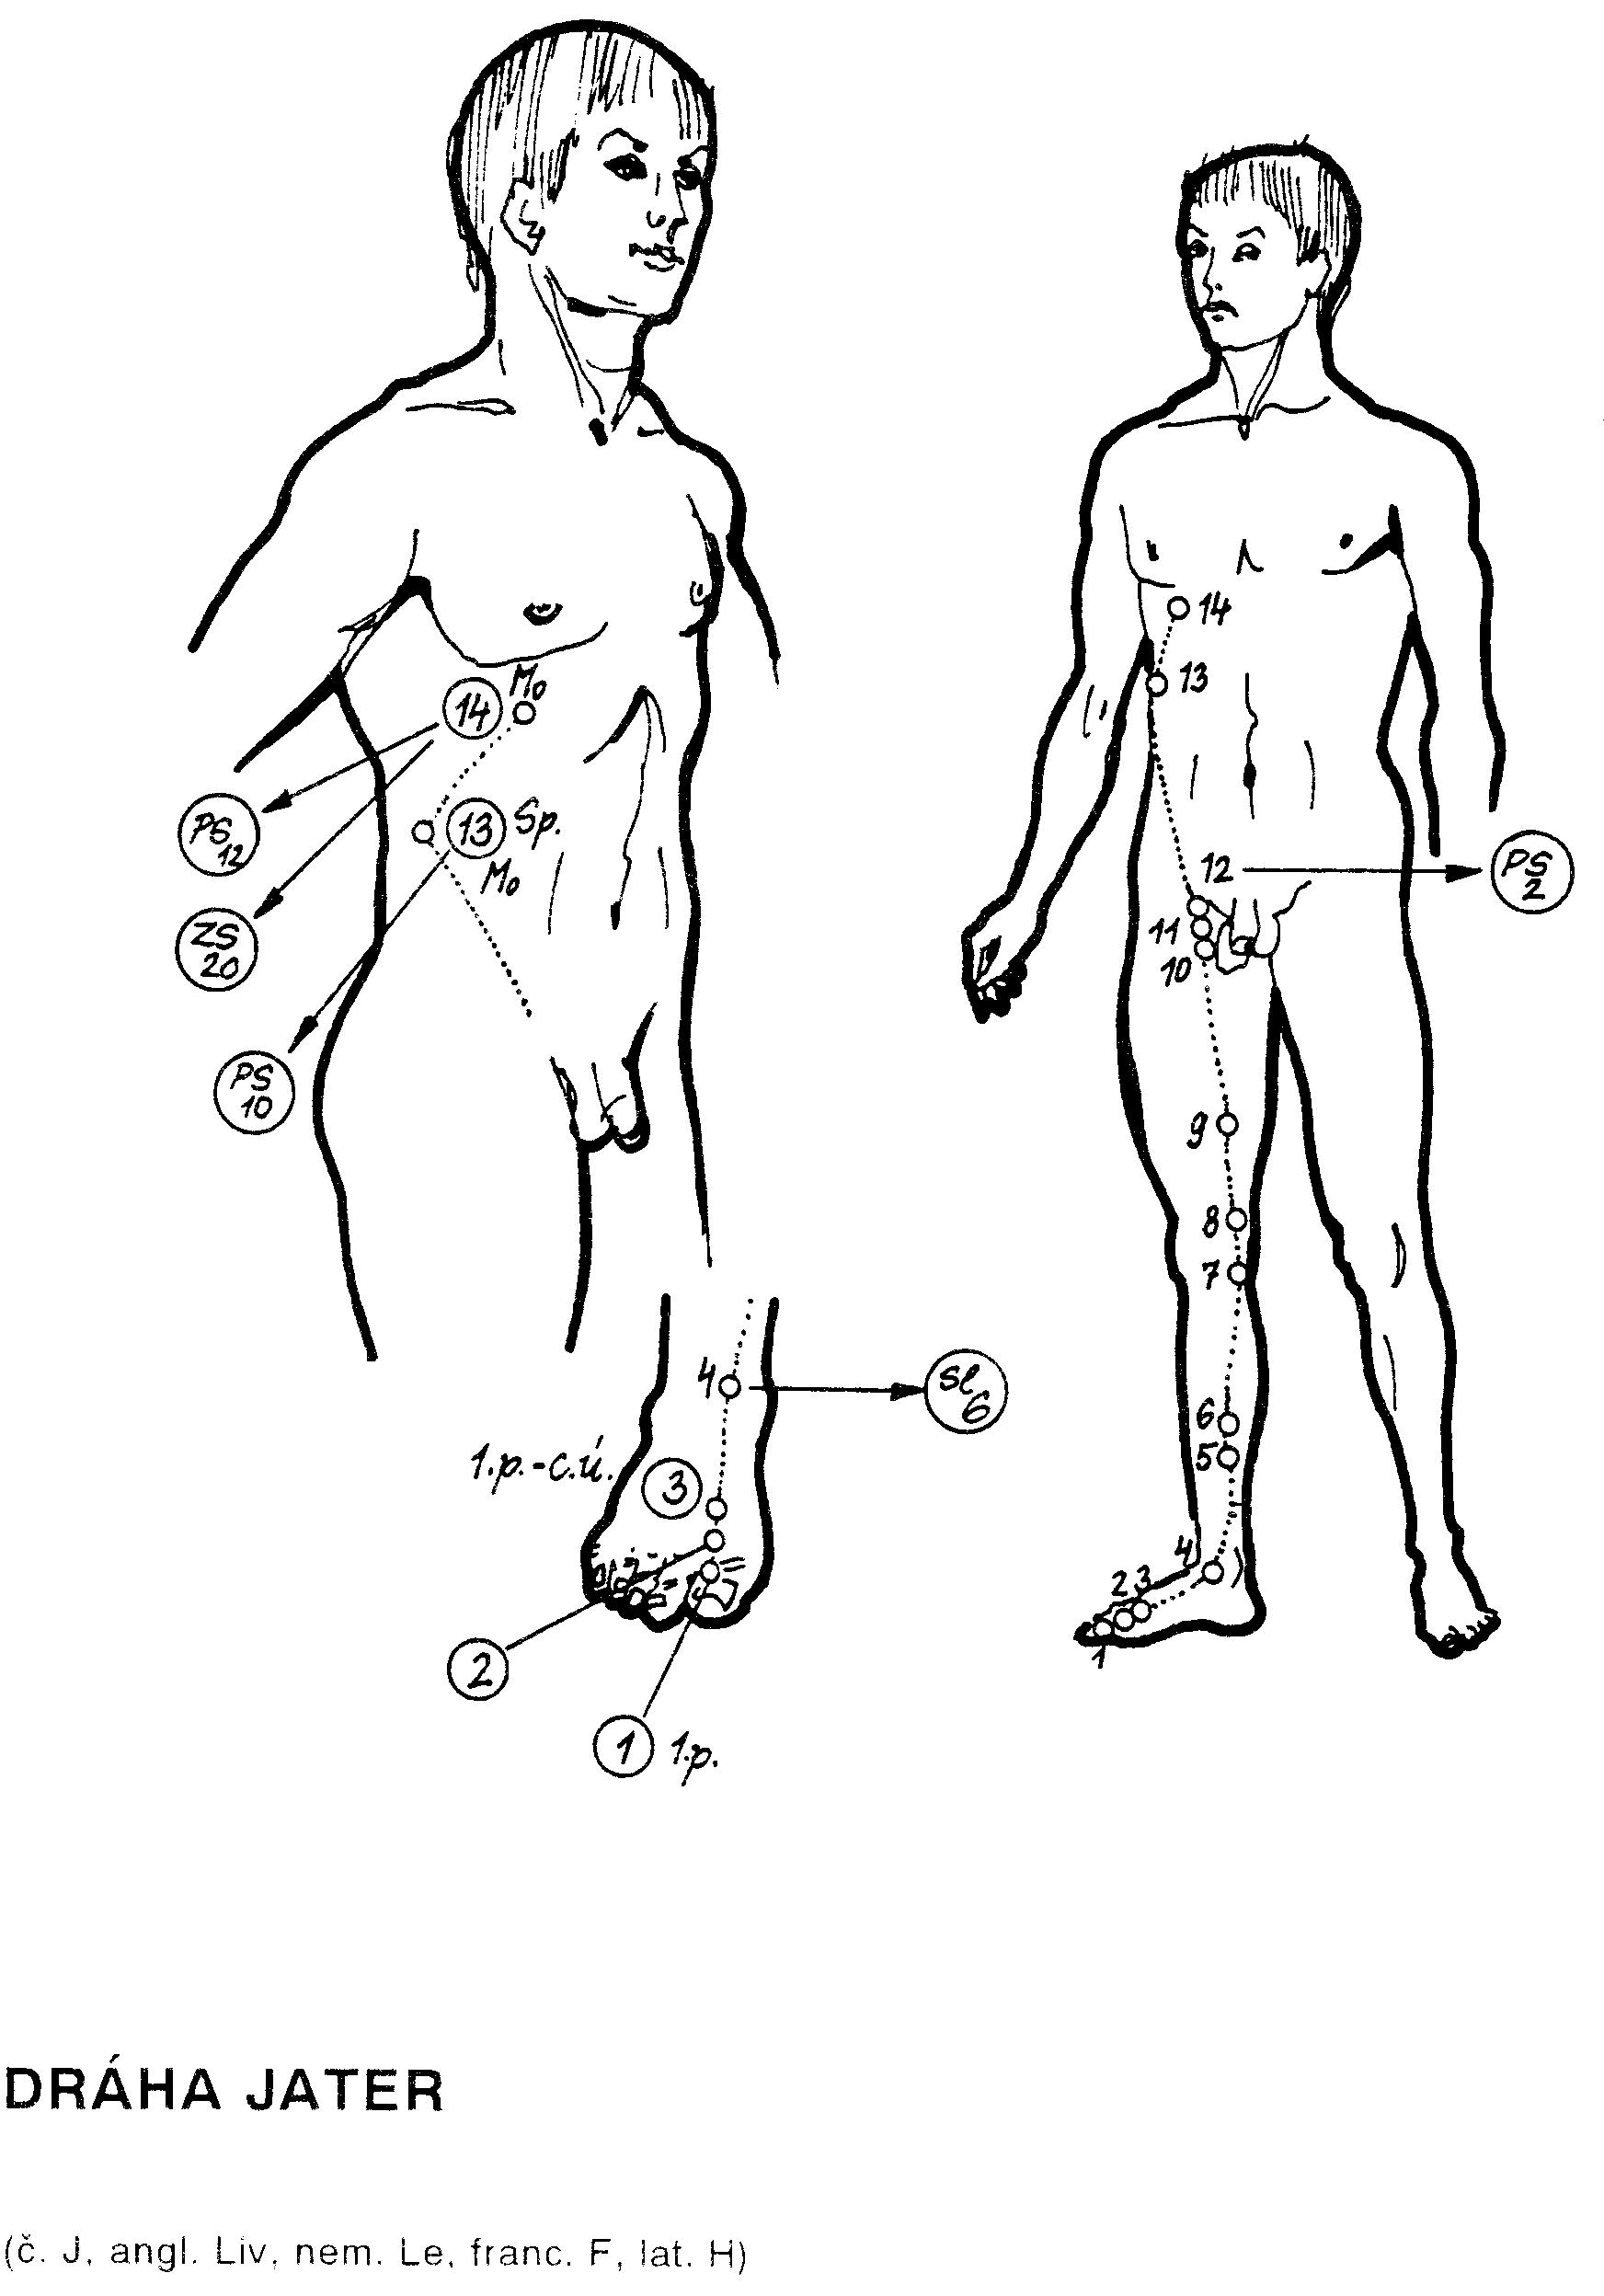 14
13
Mo
14
13 Sp.
Mo
PS
12
ZS
20
PS
10
12
PS
2
11
10
9
8
7
4
Sl
6
6
5
1.p.-c.ú.
3
4
2 3
1
2
1 1.p.
DRÁHA JATER
(č. J, angl. Liv, nem. Le, franc. F, lat. H)